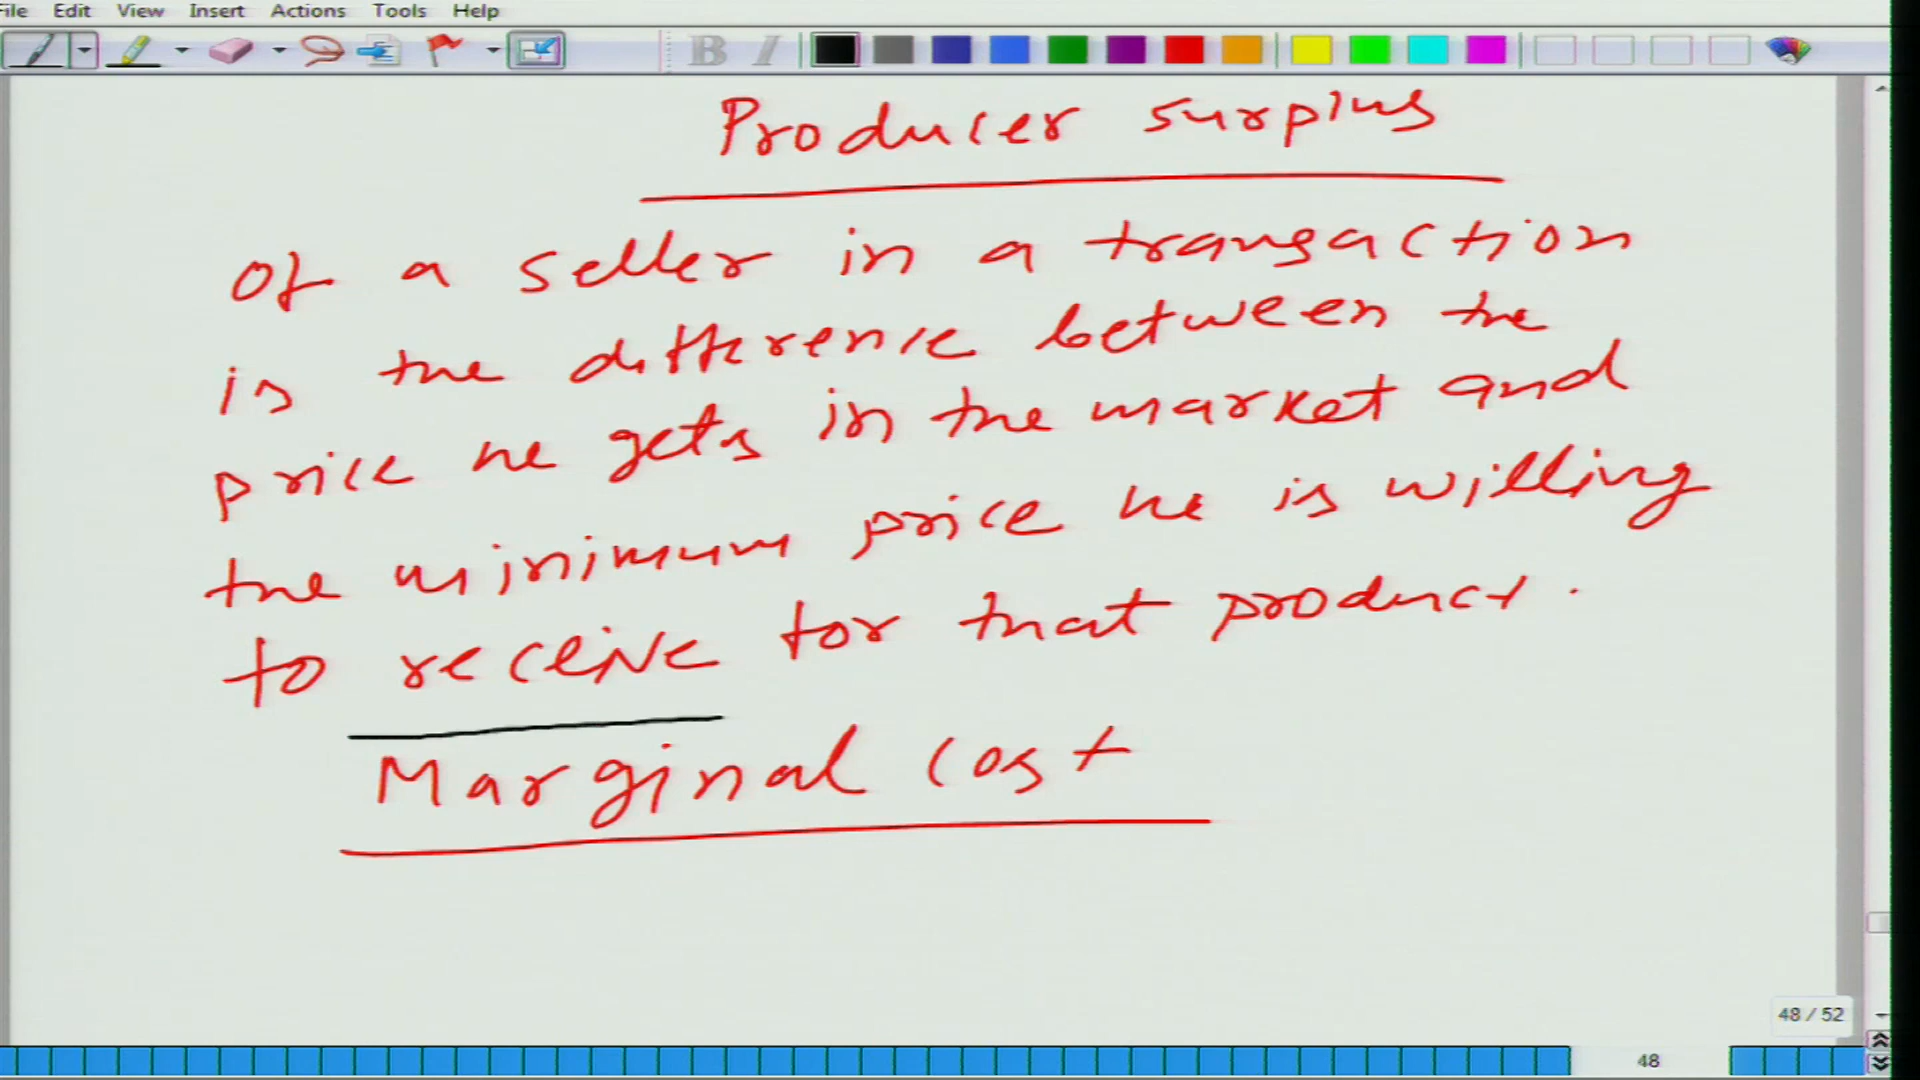 File Edit View Insert Actions Tools Help
B I
Producer surplus
Of a seller in a transaction
is the difference between the
price he gets in the market and
the minimum price he is willing
to receive for that product.
Marginal cost
48 / 52
48